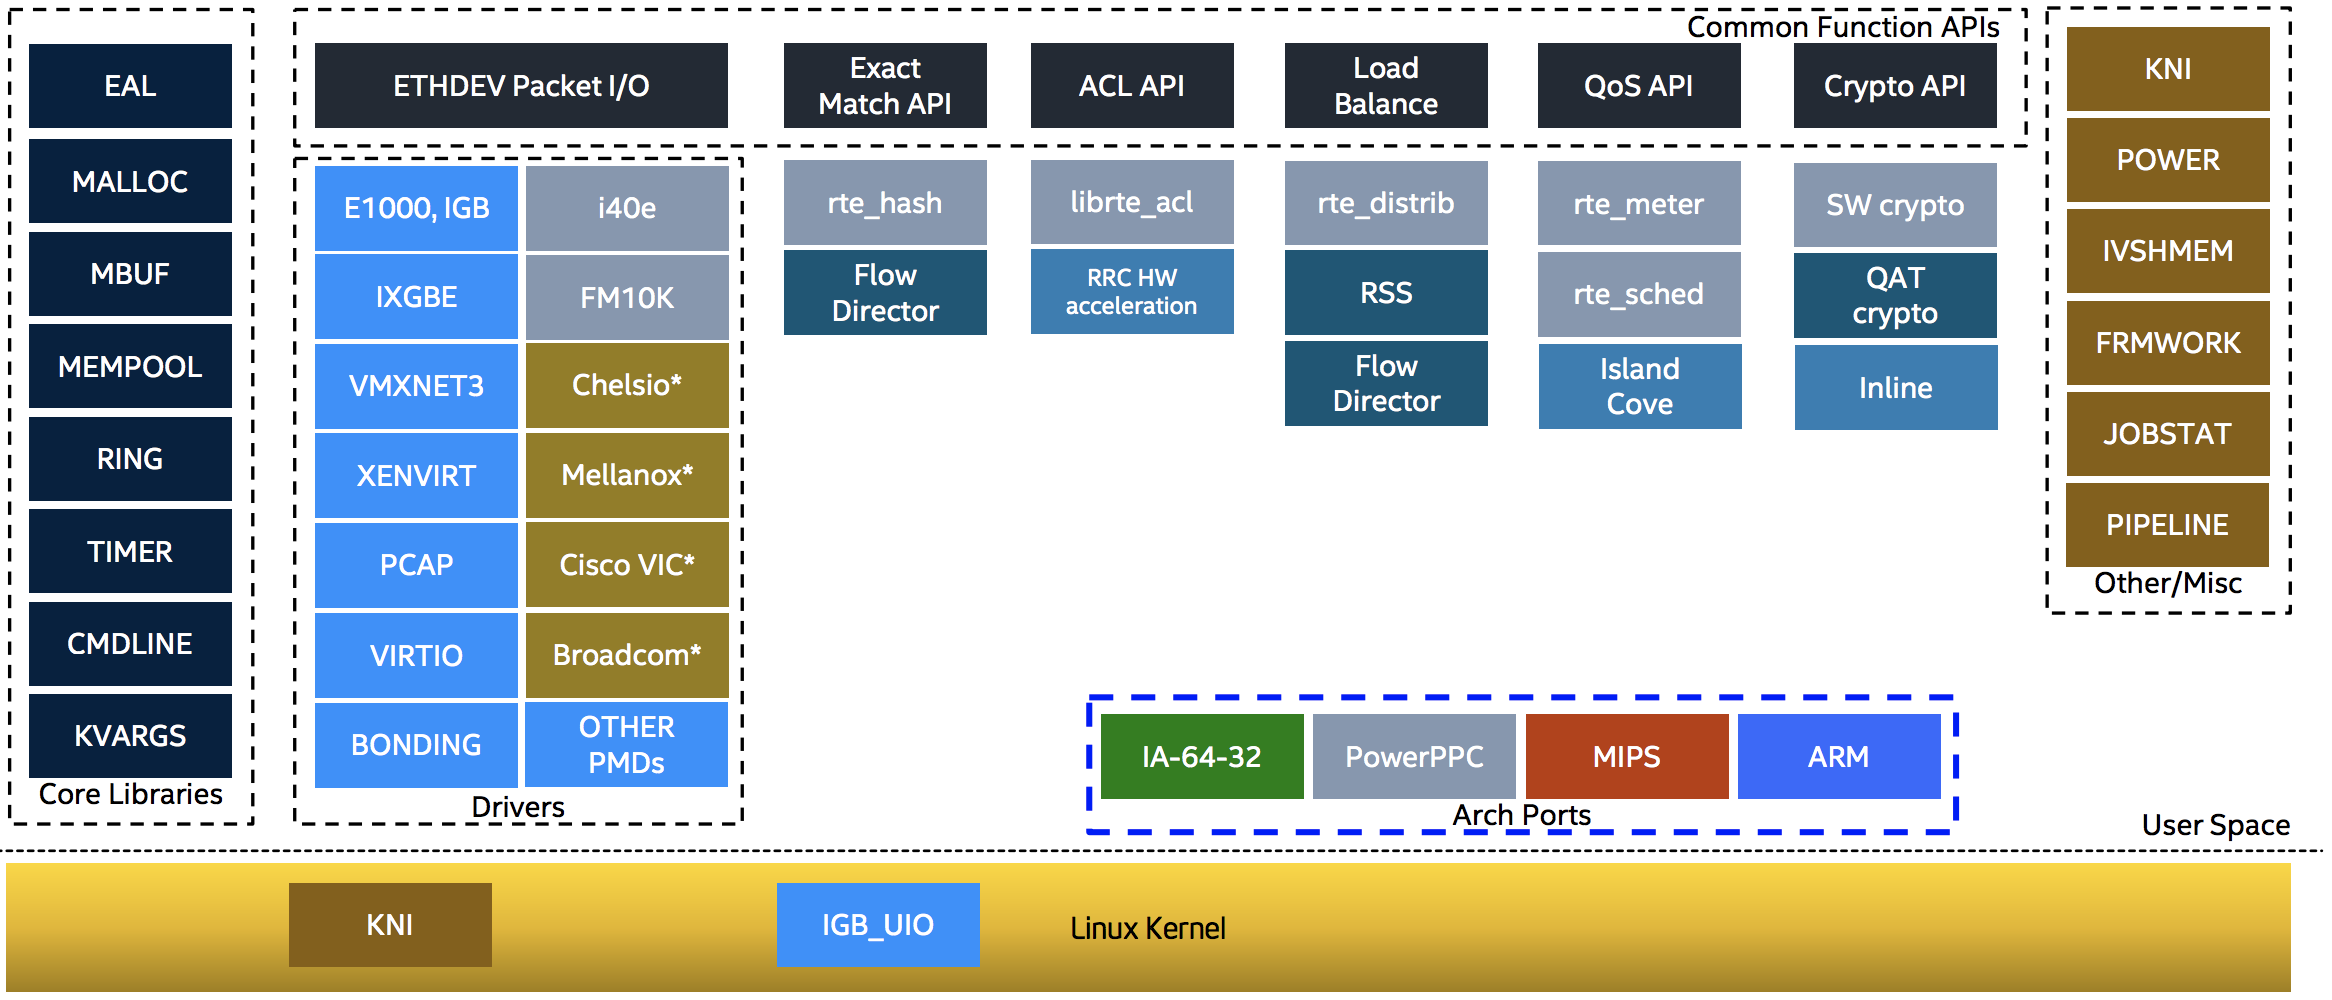 EAL
MALLOC
MBUF
MEMPOOL
RING
TIMER
CMDLINE
KVARGS
Core Libraries
Common Function APIs
ETHDEV Packet I/O
Exact
Match API
ACL API
Load
Balance
QoS API
Crypto API
E1000, IGB
i40e
IXGBE
FM10K
VMXNET3
Chelsio*
XENVIRT
Mellanox*
PCAP
Cisco VIC*
VIRTIO
Broadcom*
BONDING
OTHER
PMDs
Drivers
rte_hash
Flow
Director
librte_acl
RRC HW
acceleration
rte_distrib
RSS
Flow
Director
rte_meter
rte_sched
Island
Cove
SW crypto
QAT
crypto
Inline
KNI
POWER
IVSHMEM
FRMWORK
JOBSTAT
PIPELINE
Other/Misc
IA-64-32
PowerPPC
MIPS
ARM
Arch Ports
User Space
KNI
IGB_UIO
Linux Kernel